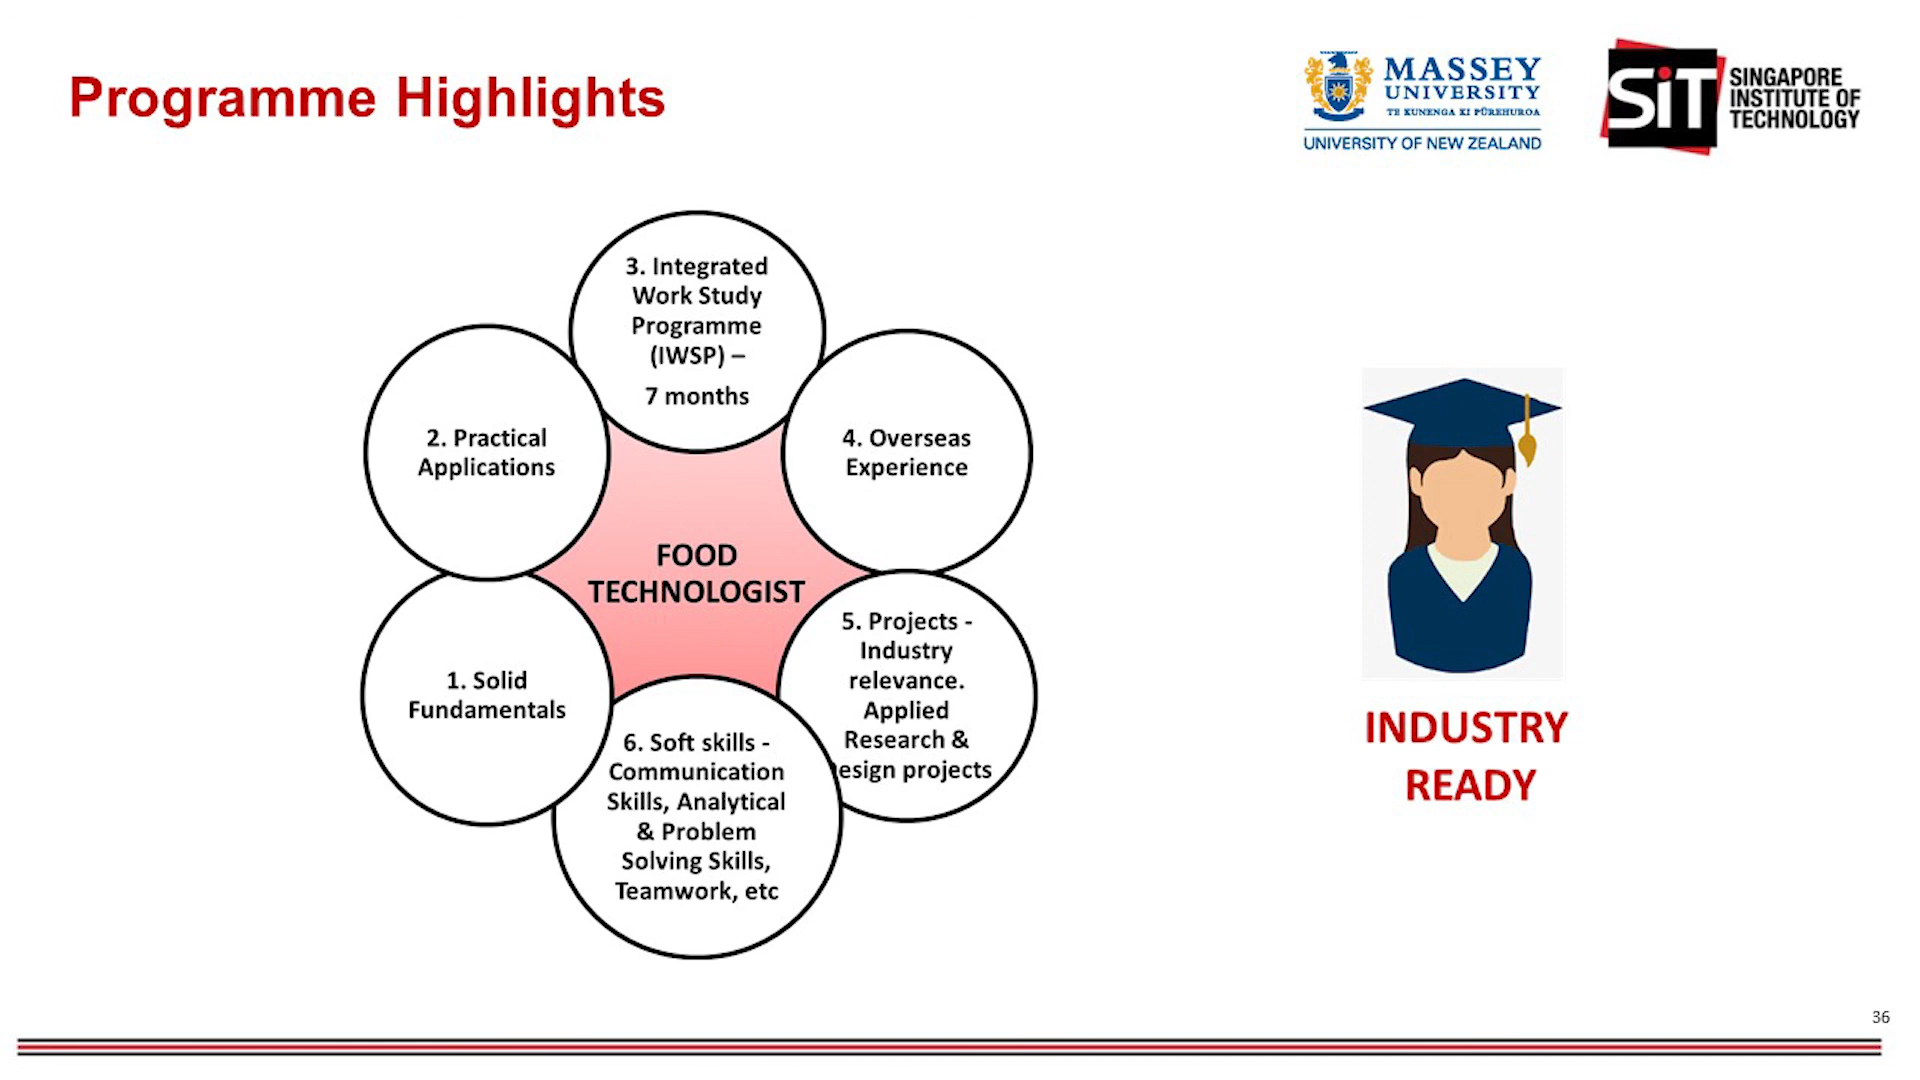 Programme Highlights
MASSEY
UNIVERSITY
TE KUNENGA KI PŪREHUROA
UNIVERSITY OF NEW ZEALAND
SiT
SINGAPORE
INSTITUTE OF
TECHNOLOGY
3. Integrated
Work Study
Programme
(IWSP) –
7 months
2. Practical
Applications
4. Overseas
Experience
FOOD
TECHNOLOGIST
1. Solid
Fundamentals
5. Projects -
Industry
relevance.
Applied
Research &
esign projects
6. Soft skills -
Communication
Skills, Analytical
& Problem
Solving Skills,
Teamwork, etc
INDUSTRY
READY
36